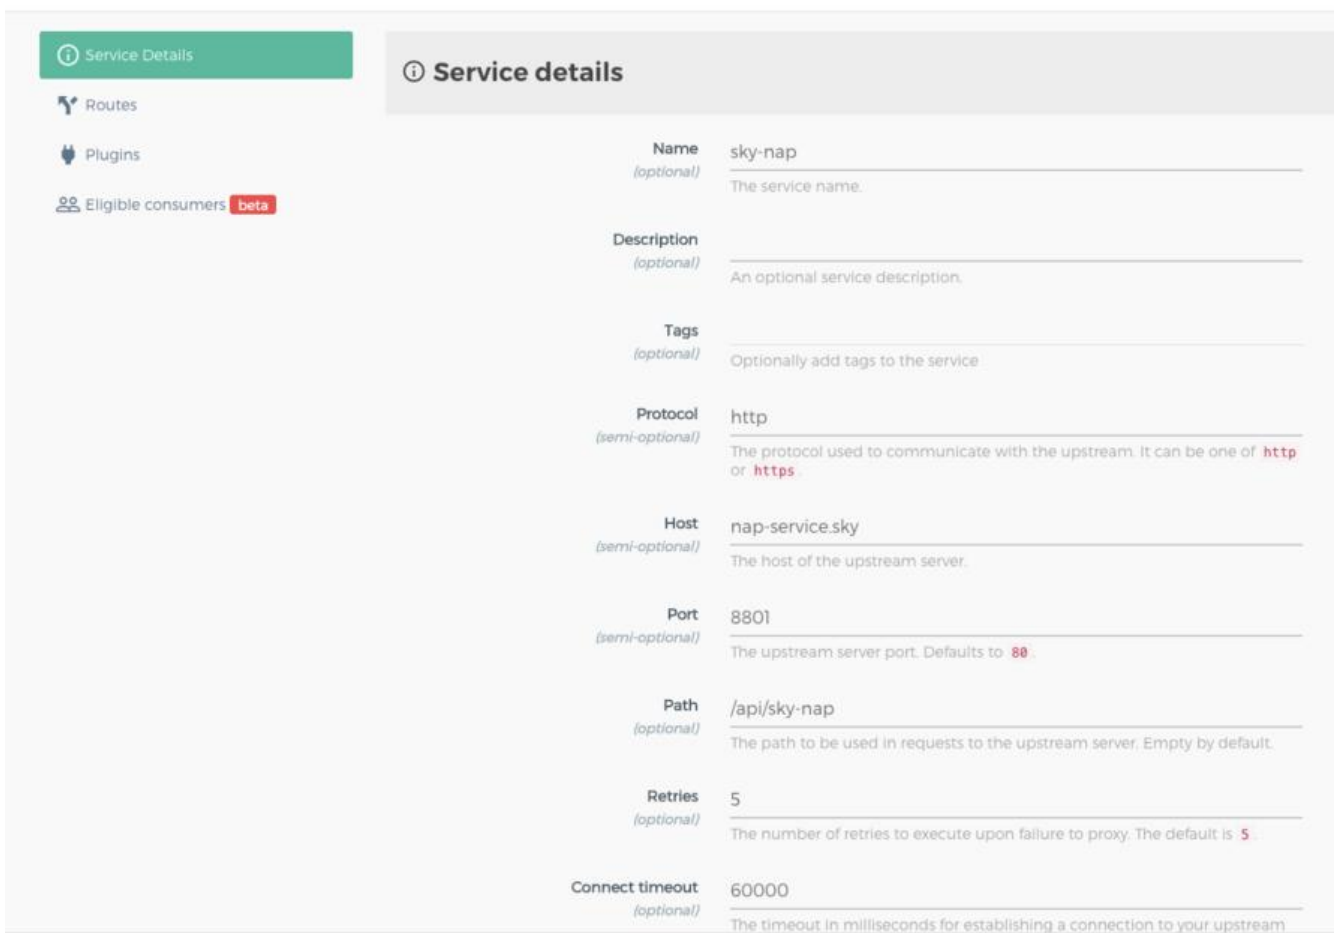 Service Details
Routes
Plugins
Eligible consumers beta
Service details
Name
(optional)
sky-nap
The service name.
Description
(optional)
An optional service description.
Tags
(optional)
Optionally add tags to the service
Protocol
(semi-optional)
http
The protocol used to communicate with the upstream. It can be one of http
or https .
Host
(semi-optional)
nap-service.sky
The host of the upstream server.
Port
(semi-optional)
8801
The upstream server port. Defaults to 80 .
Path
(optional)
/api/sky-nap
The path to be used in requests to the upstream server. Empty by default.
Retries
(optional)
5
The number of retries to execute upon failure to proxy. The default is 5 .
Connect timeout
(optional)
60000
The timeout in milliseconds for establishing a connection to your upstream